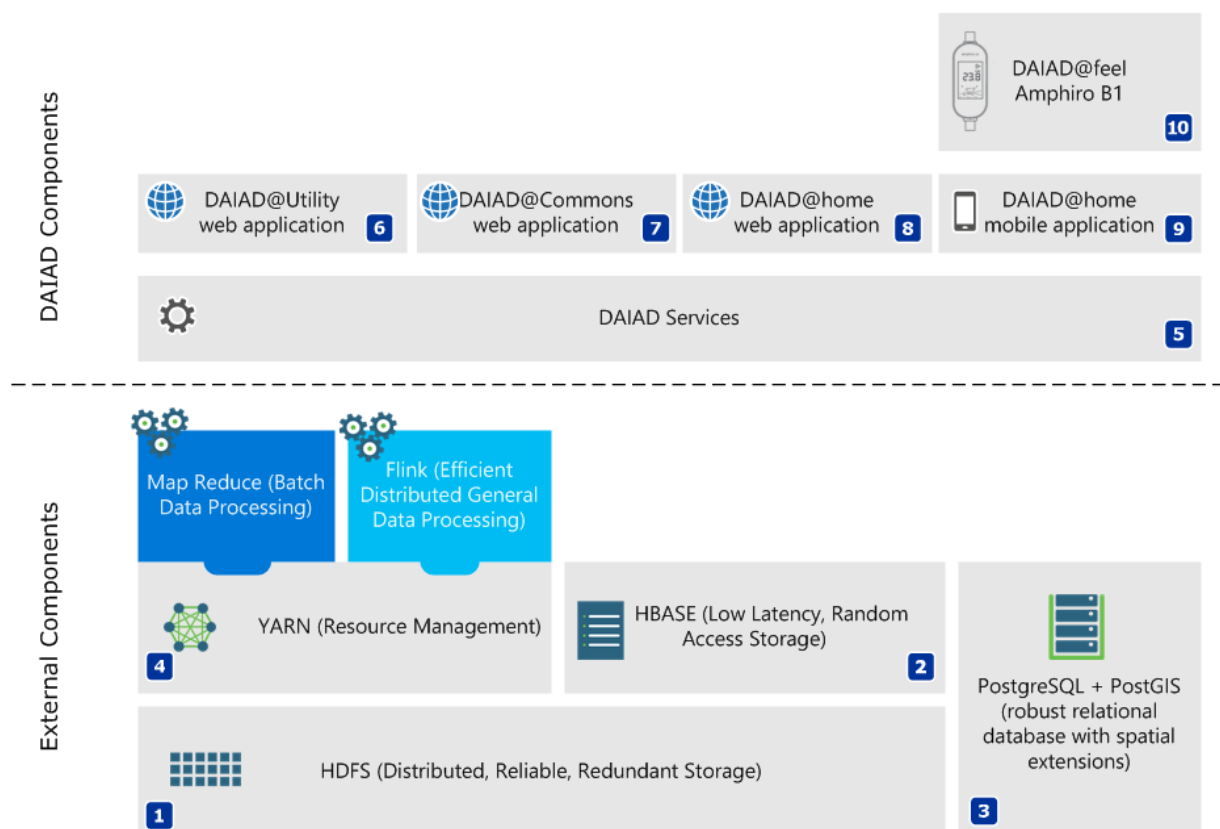 DAIAD Components
DAIAD@feel
Amphiro B1
10
DAIAD@Utility
web application
6
DAIAD@Commons
web application
7
DAIAD@home
web application
8
DAIAD@home
mobile application
9
DAIAD Services
5
External Components
Map Reduce (Batch
Data Processing)
Flink (Efficient
Distributed General
Data Processing)
YARN (Resource Management)
4
HBASE (Low Latency, Random
Access Storage)
2
PostgreSQL + PostGIS
(robust relational
database with spatial
extensions)
3
HDFS (Distributed, Reliable, Redundant Storage)
1